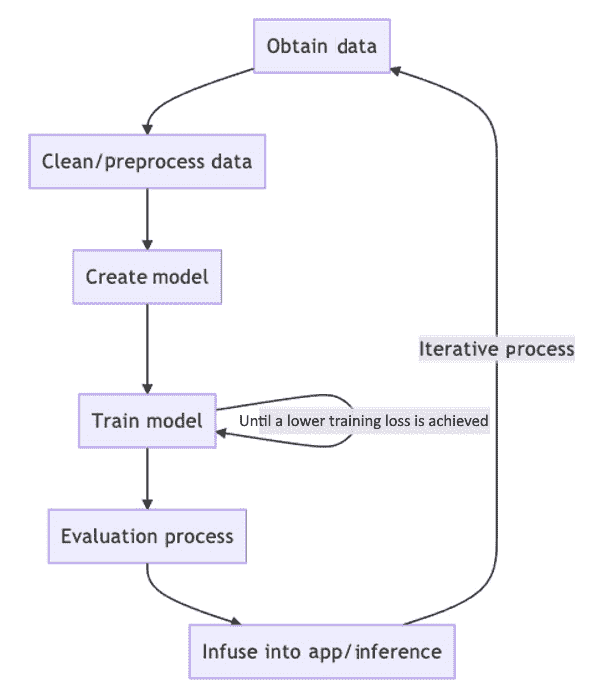 Obtain data
Clean/preprocess data
Create model
Iterative process
Train model
Until a lower training loss is achieved
Evaluation process
Infuse into app/inference